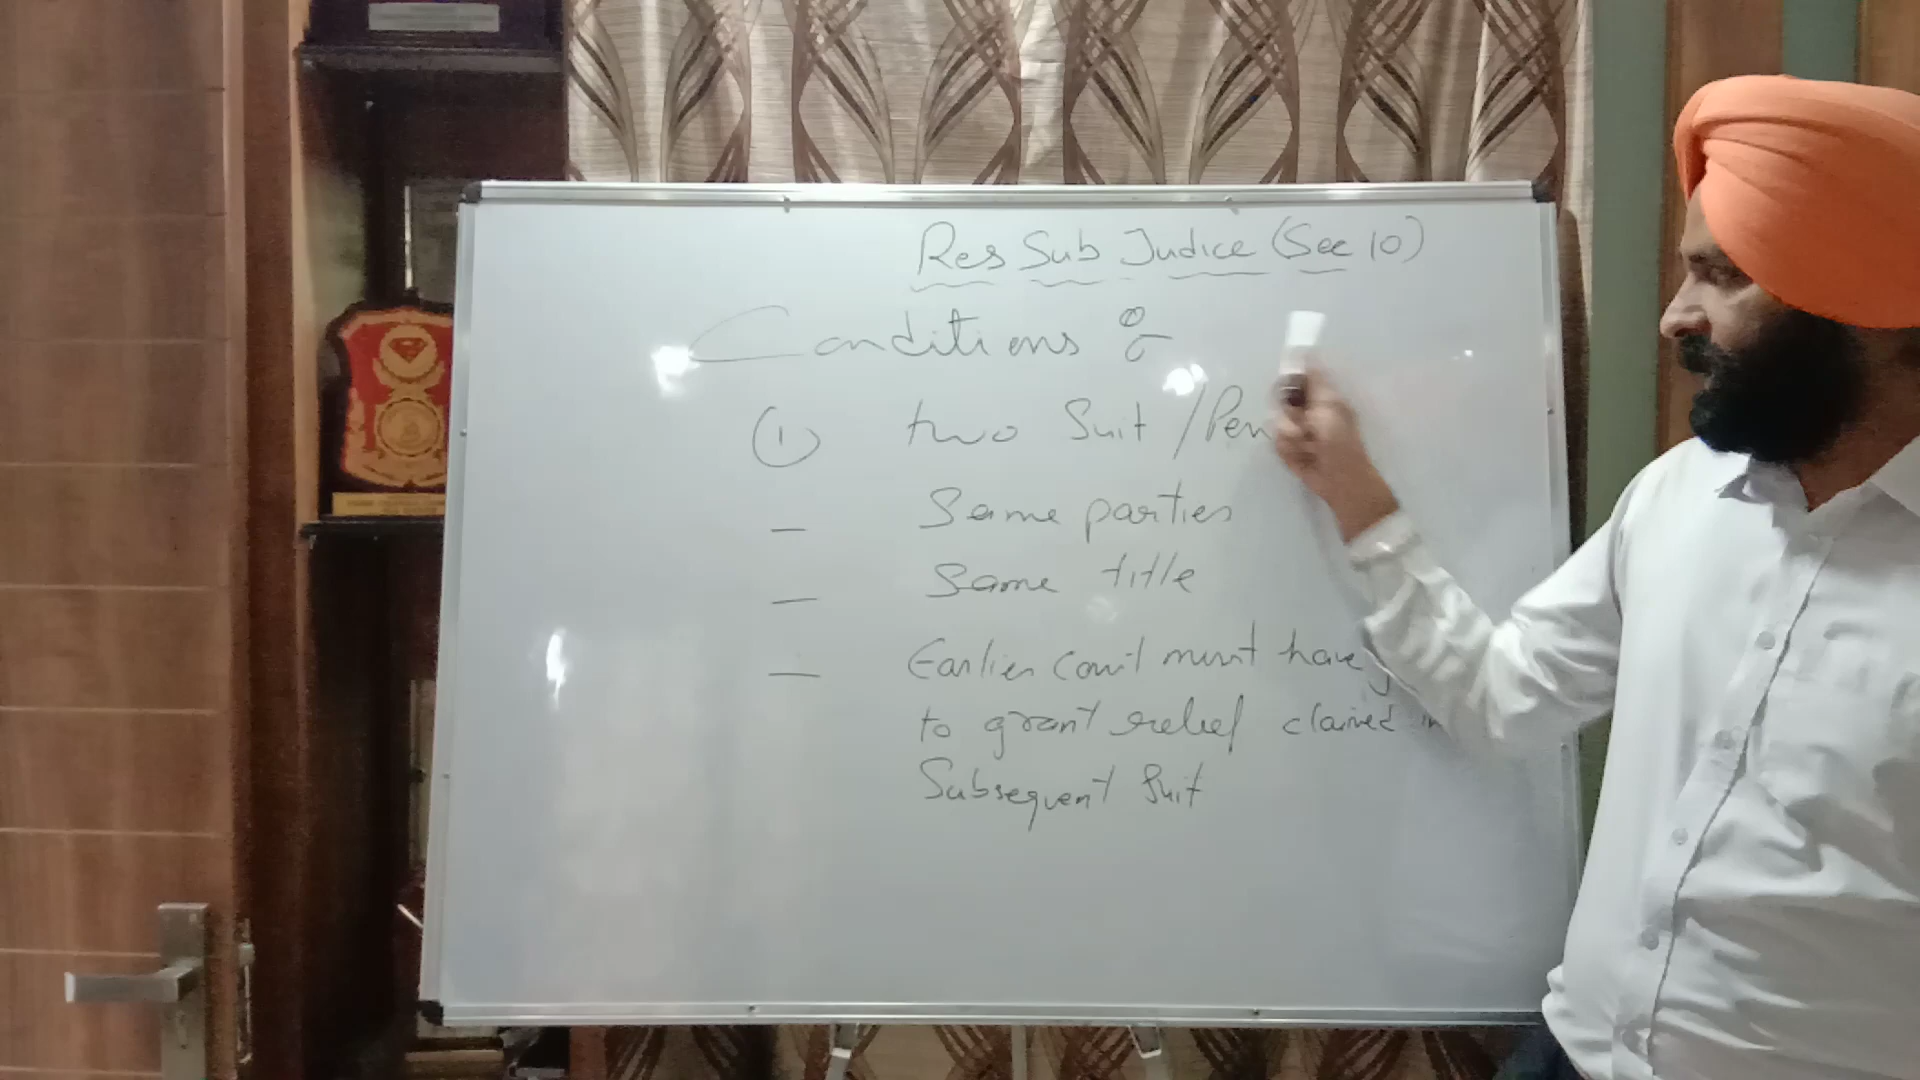 Res Sub Judice (Sec 10)
Conditions :-
① two Suit / Pen
— Same parties
— Same title
— Earlier Court must have
to grant relief claimed in
Subsequent Suit